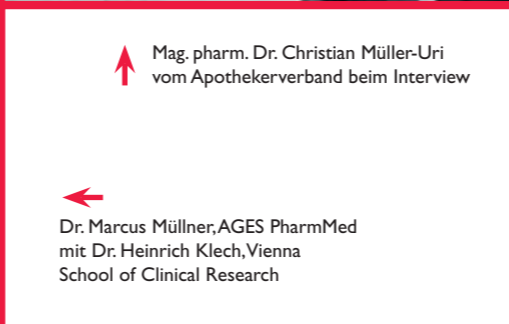 Mag. pharm. Dr. Christian Müller-Uri
vom Apothekerverband beim Interview
Dr. Marcus Müllner, AGES PharmMed
mit Dr. Heinrich Klech, Vienna
School of Clinical Research